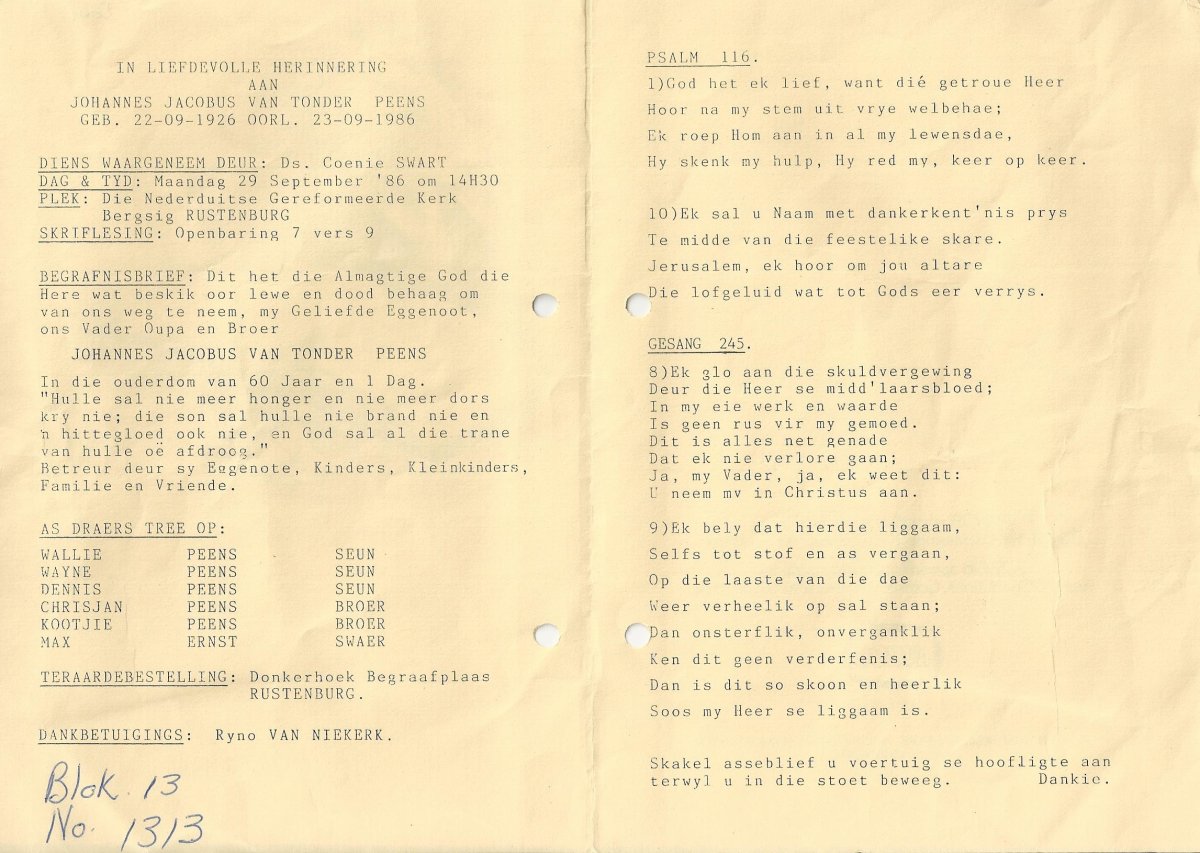 IN LIEFDEVOLLE HERINNERING
AAN
JOHANNES JACOBUS VAN TONDER PEENS
GEB. 22-09-1926 OORL. 23-09-1986
DIENS WAARGENEEM DEUR: Ds. Coenie SWART
DAG & TYD: Maandag 29 September '86 om 14H30
PLEK: Die Nederduitse Gereformeerde Kerk
Bergsig RUSTENBURG
SKRIFLESING: Openbaring 7 vers 9
BEGRAFNISBRIEF: Dit het die Almagtige God die
Here wat beskik oor lewe en dood behaag om
van ons weg te neem, my Geliefde Eggenoot,
ons Vader Oupa en Broer
JOHANNES JACOBUS VAN TONDER PEENS
In die ouderdom van 60 Jaar en 1 Dag.
"Hulle sal nie meer honger en nie meer dors
kry nie; die son sal hulle nie brand nie en
'n hittegloed ook nie, en God sal al die trane
van hulle oë afdroog."
Betreur deur sy Eggenote, Kinders, Kleinkinders,
Familie en Vriende.
AS DRAERS TREE OP:
WALLIE PEENS SEUN
WAYNE PEENS SEUN
DENNIS PEENS SEUN
CHRISJAN PEENS BROER
KOOTJIE PEENS BROER
MAX ERNST SWAER
TERAARDEBESTELLING: Donkerhoek Begraafplaas
RUSTENBURG.
DANKBETUIGINGS: Ryno VAN NIEKERK.
Blok. 13
No. 1313
PSALM 116.
1)God het ek lief, want dié getroue Heer
Hoor na my stem uit vrye welbehae;
Ek roep Hom aan in al my lewensdae,
Hy skenk my hulp, Hy red my, keer op keer.
10)Ek sal u Naam met dankerkent'nis prys
Te midde van die feestelike skare.
Jerusalem, ek hoor om jou altare
Die lofgeluid wat tot Gods eer verrys.
GESANG 245.
8)Ek glo aan die skuldvergewing
Deur die Heer se midd'laarsbloed;
In my eie werk en waarde
Is geen rus vir my gemoed.
Dit is alles net genade
Dat ek nie verlore gaan;
Ja, my Vader, ja, ek weet dit:
U neem my in Christus aan.
9)Ek bely dat hierdie liggaam,
Selfs tot stof en as vergaan,
Op die laaste van die dae
Weer verheelik op sal staan;
Dan onsterflik, onverganklik
Ken dit geen verderfenis;
Dan is dit so skoon en heerlik
Soos my Heer se liggaam is.
Skakel asseblief u voertuig se hoofligte aan
terwyl u in die stoet beweeg. Dankie.